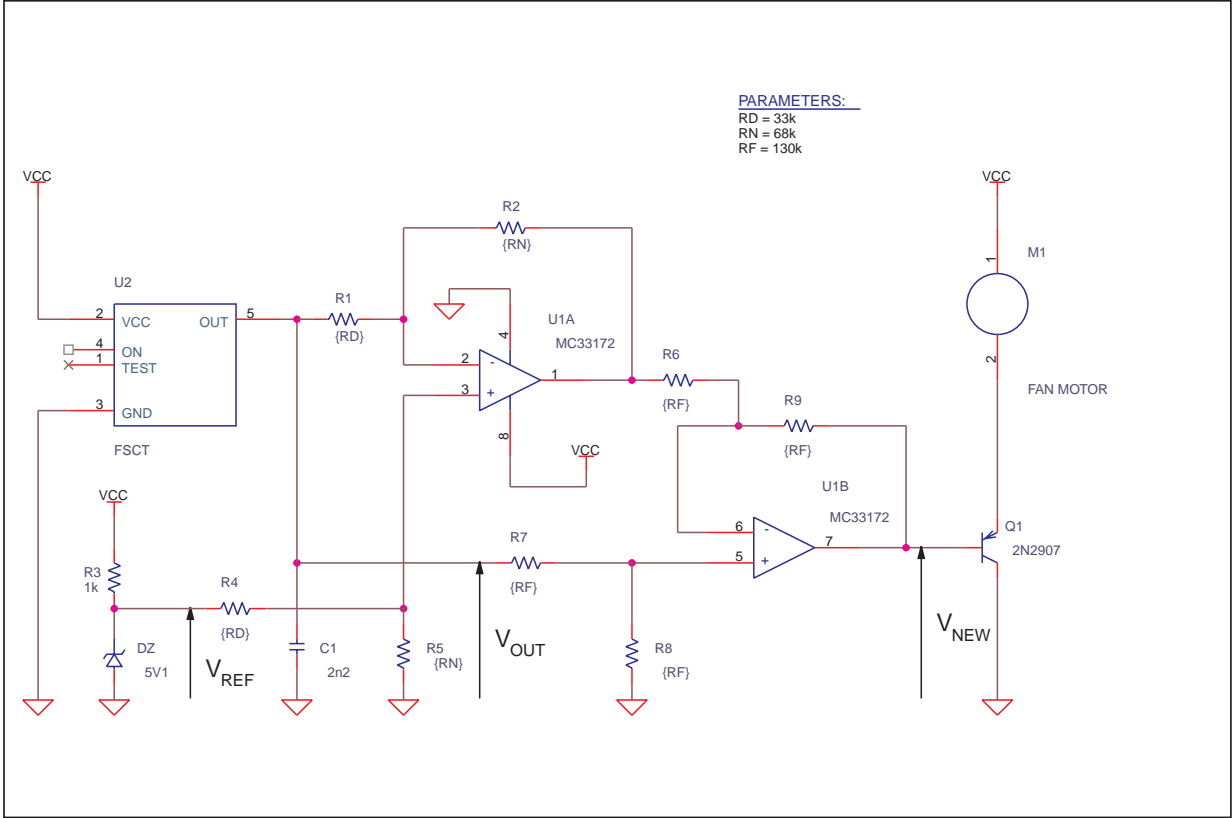 PARAMETERS:
RD = 33k
RN = 68k
RF = 130k
VCC
VCC
R2
{RN}
M1
1
2
FAN MOTOR
U2
2
VCC
OUT
5
4
ON
1
TEST
3
GND
FSCT
R1
{RD}
U1A
MC33172
4
2
-
3
+
1
8
VCC
R6
{RF}
R9
{RF}
U1B
MC33172
6
-
5
+
7
Q1
2N2907
VCC
R3
1k
R4
{RD}
R7
{RF}
DZ
5V1
VREF
C1
2n2
R5
{RN}
VOUT
R8
{RF}
VNEW